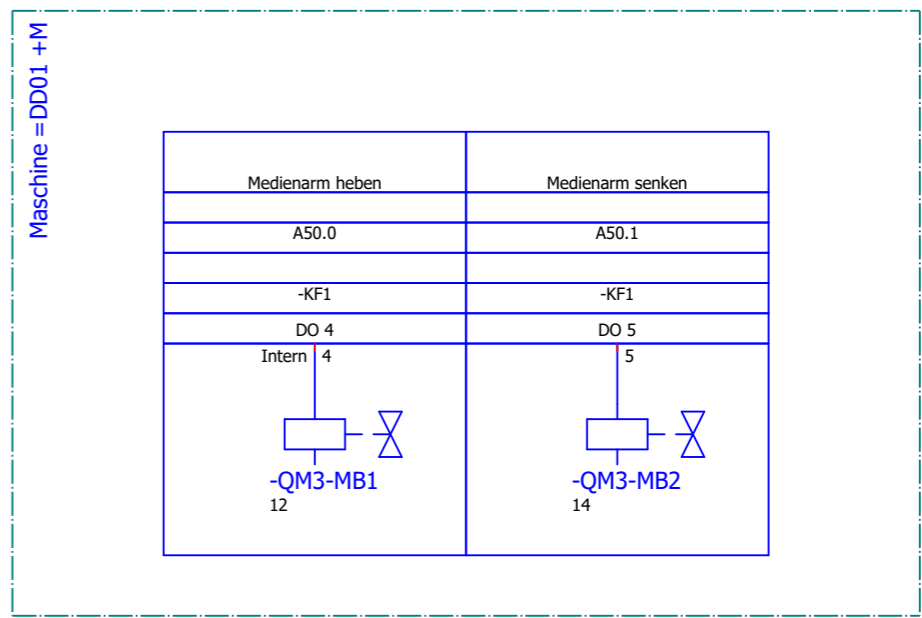 Maschine =DD01 +M
Medienarm heben
Medienarm senken
A50.0
A50.1
-KF1
-KF1
DO 4
DO 5
Intern
4
5
-QM3-MB1
-QM3-MB2
12
14